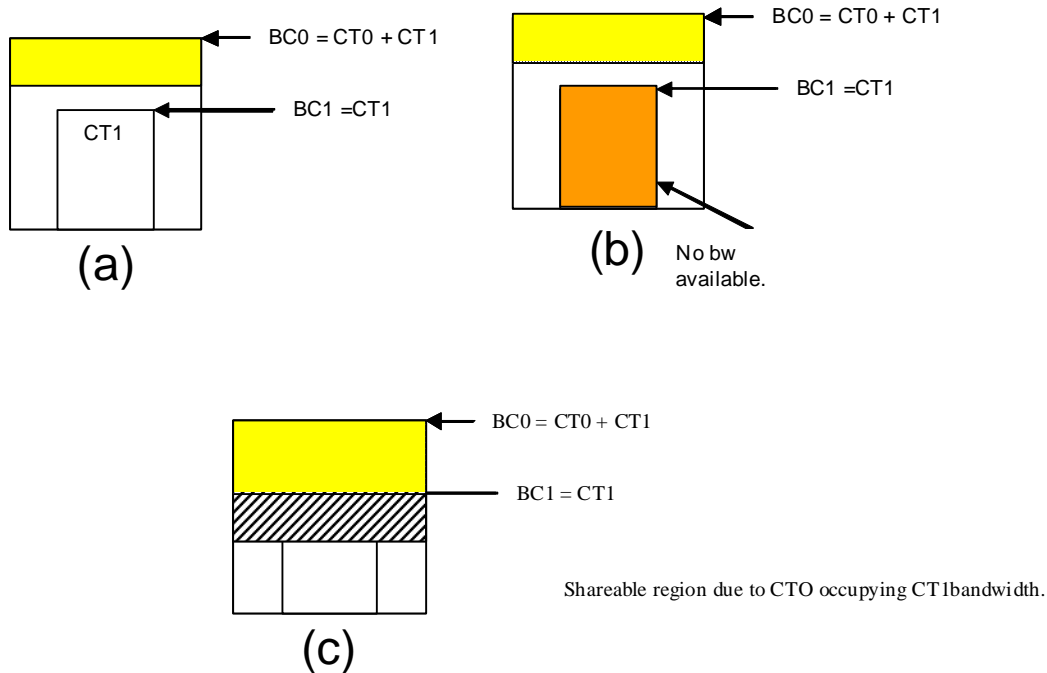 BC0 = CT0 + CT1
BC1 =CT1
CT1
(a)
BC0 = CT0 + CT1
BC1 =CT1
(b)
No bw
available.
BC0 = CT0 + CT1
BC1 = CT1
Shareable region due to CTO occupying CT1bandwidth.
(c)